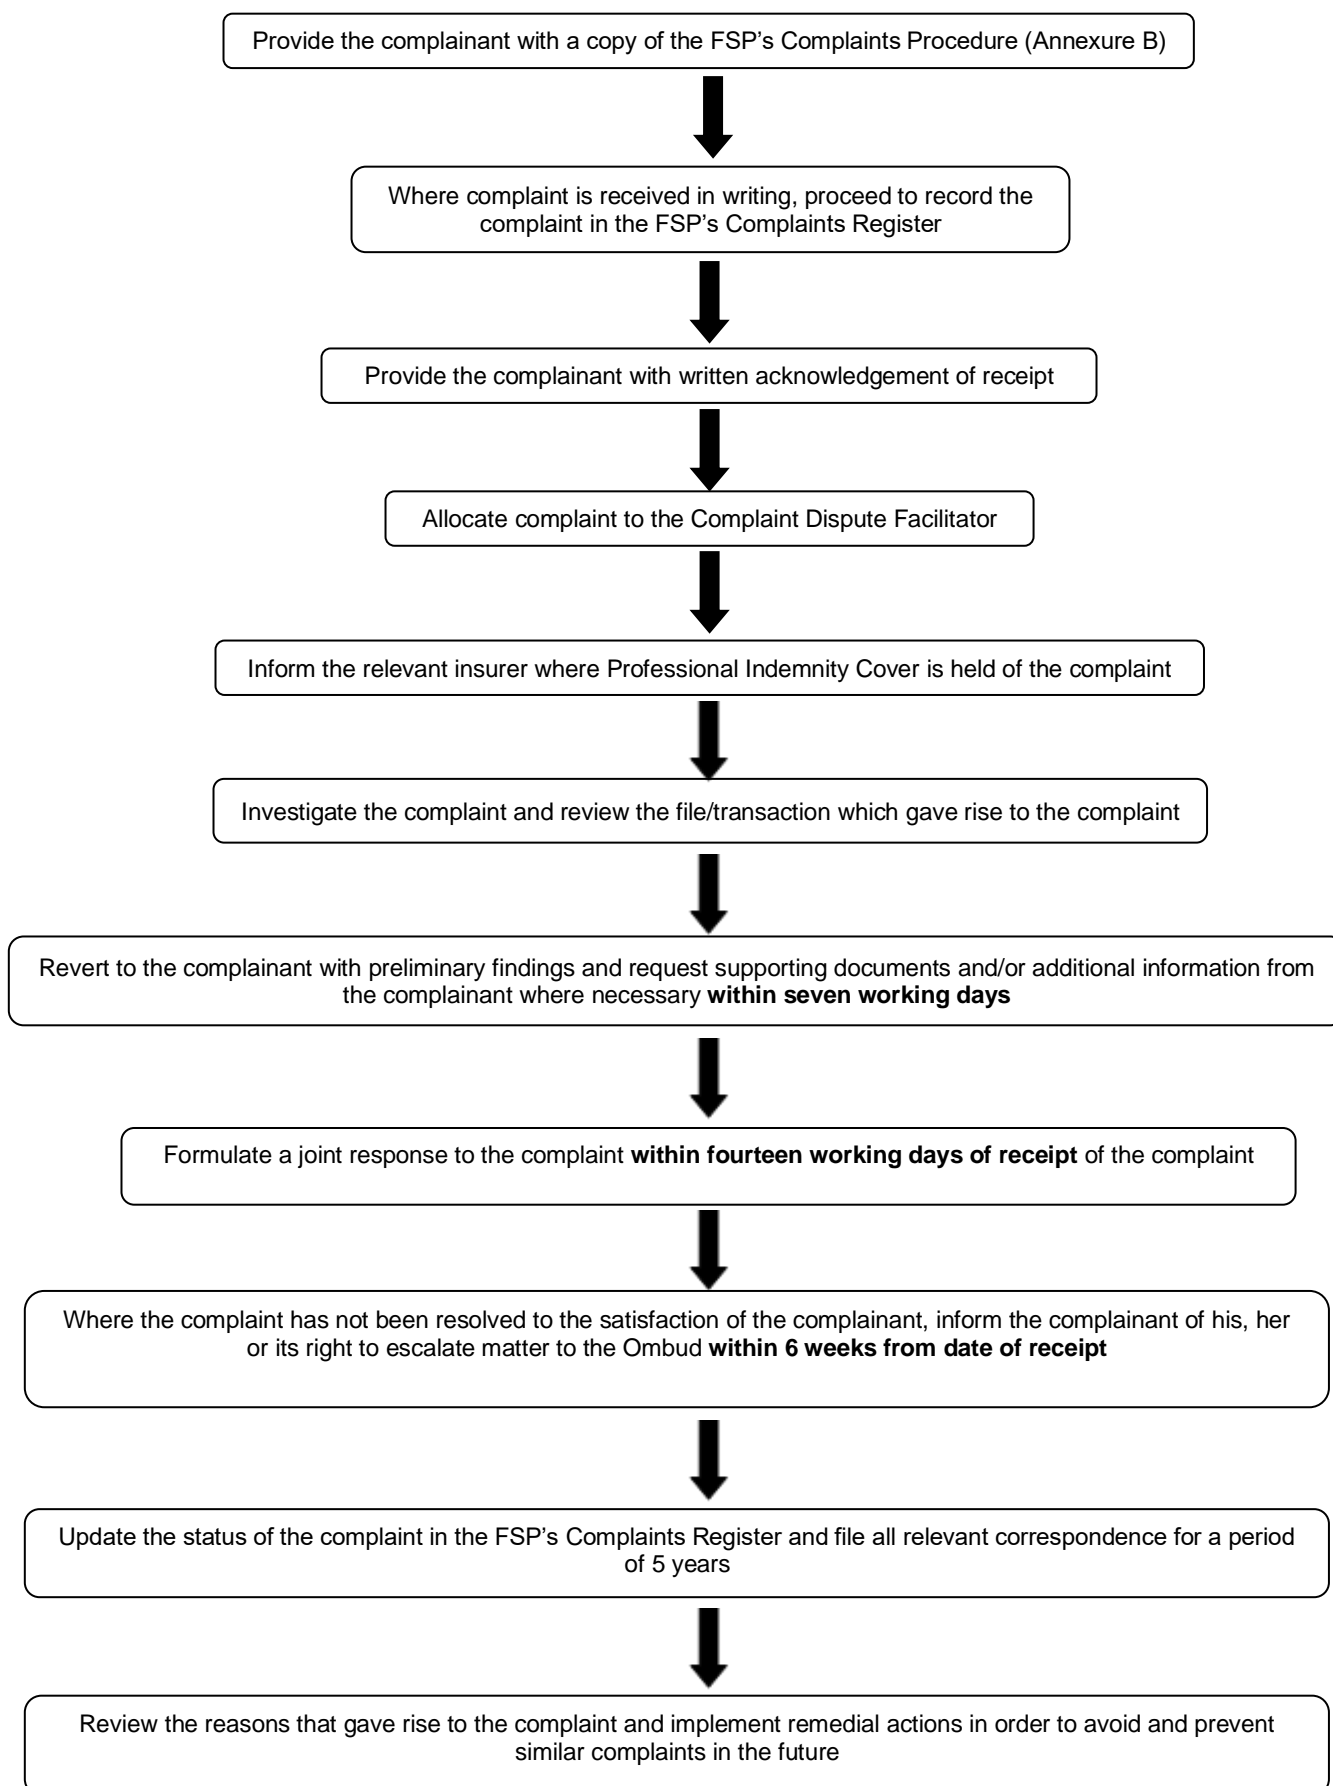 Provide the complainant with a copy of the FSP’s Complaints Procedure (Annexure B)
Where complaint is received in writing, proceed to record the
complaint in the FSP’s Complaints Register
Provide the complainant with written acknowledgement of receipt
Allocate complaint to the Complaint Dispute Facilitator
Inform the relevant insurer where Professional Indemnity Cover is held of the complaint
Investigate the complaint and review the file/transaction which gave rise to the complaint
Revert to the complainant with preliminary findings and request supporting documents and/or additional information from
the complainant where necessary within seven working days
Formulate a joint response to the complaint within fourteen working days of receipt of the complaint
Where the complaint has not been resolved to the satisfaction of the complainant, inform the complainant of his, her
or its right to escalate matter to the Ombud within 6 weeks from date of receipt
Update the status of the complaint in the FSP’s Complaints Register and file all relevant correspondence for a period
of 5 years
Review the reasons that gave rise to the complaint and implement remedial actions in order to avoid and prevent
similar complaints in the future